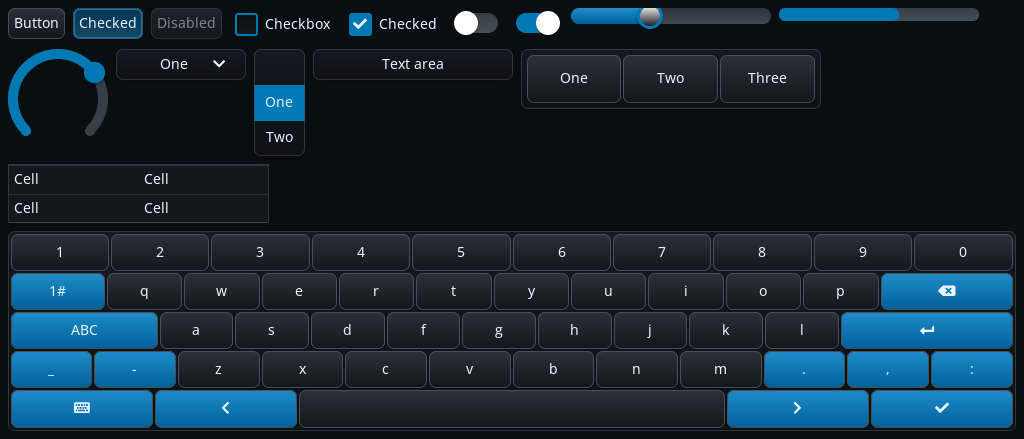 Button Checked Disabled Checkbox Checked
One Text area One Two Three
One
Two
Cell Cell
Cell Cell
1 2 3 4 5 6 7 8 9 0
1# q w e r t y u i o p
ABC a s d f g h j k l
_ - z x c v b n m . , :